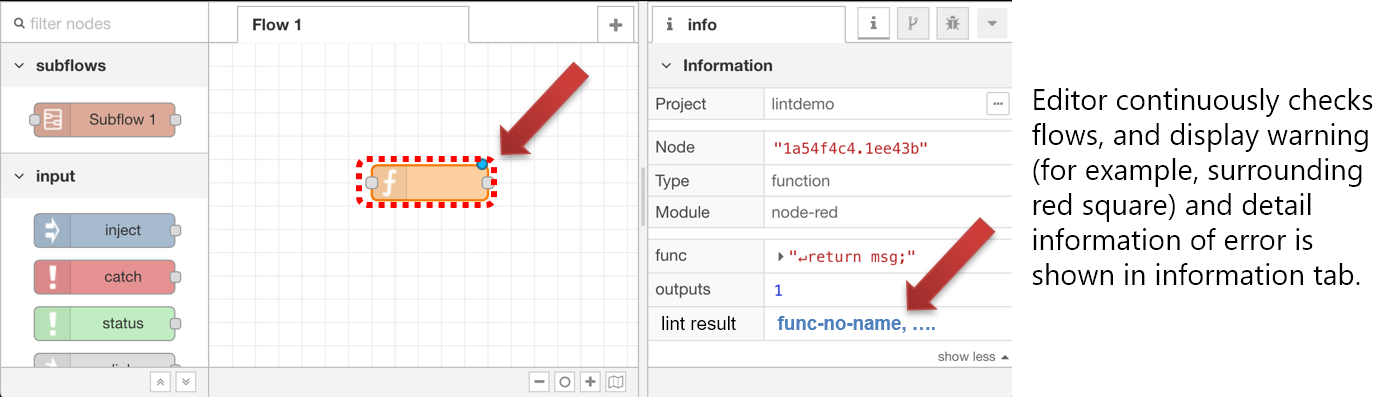 filter nodes
subflows
Subflow 1
input
inject
catch
status
Flow 1
info
Information
Project lintdemo
Node "1a54f4c4.1ee43b"
Type function
Module node-red
func "↵return msg;"
outputs 1
lint result func-no-name, ....
show less
Editor continuously checks
flows, and display warning
(for example, surrounding
red square) and detail
information of error is
shown in information tab.